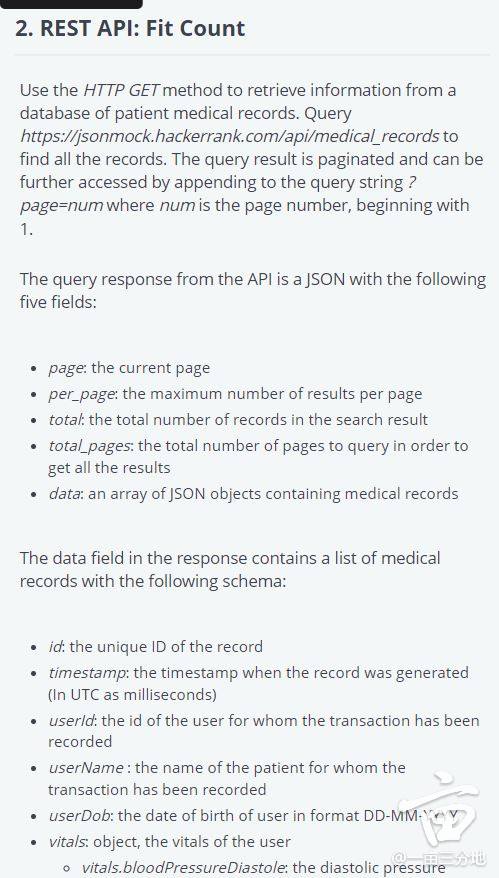 2. REST API: Fit Count
Use the HTTP GET method to retrieve information from a
database of patient medical records. Query
https://jsonmock.hackerrank.com/api/medical_records to
find all the records. The query result is paginated and can be
further accessed by appending to the query string ?
page=num where num is the page number, beginning with
1.
The query response from the API is a JSON with the following
five fields:
• page: the current page
• per_page: the maximum number of results per page
• total: the total number of records in the search result
• total_pages: the total number of pages to query in order to
get all the results
• data: an array of JSON objects containing medical records
The data field in the response contains a list of medical
records with the following schema:
• id: the unique ID of the record
• timestamp: the timestamp when the record was generated
(In UTC as milliseconds)
• userId: the id of the user for whom the transaction has been
recorded
• userName : the name of the patient for whom the
transaction has been recorded
• userDob: the date of birth of user in format DD-MM-YYYY
• vitals: object, the vitals of the user
◦ vitals.bloodPressureDiastole: the diastolic pressure
@一亩三分地